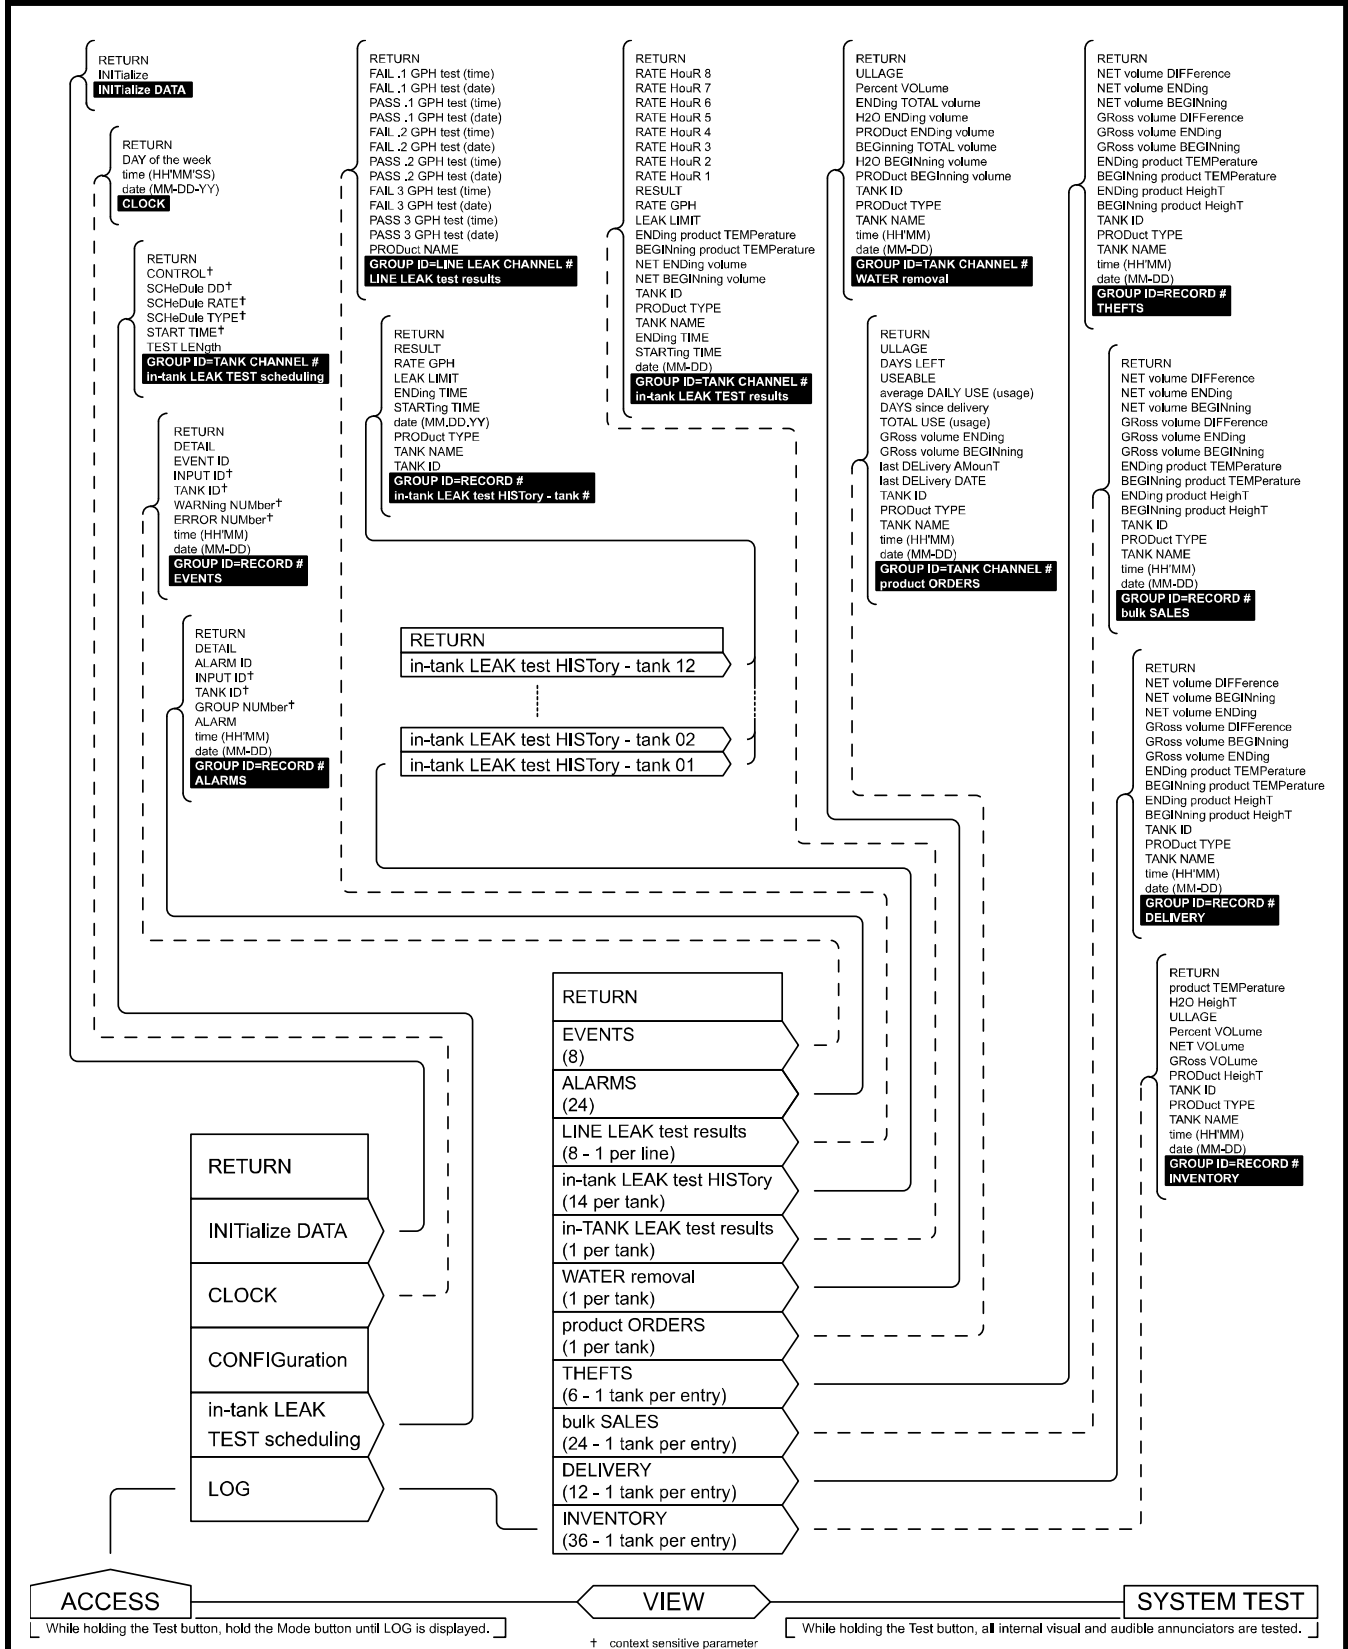 RETURN
INITialize
INITialize DATA
RETURN
DAY of the week
time (HH'MM'SS)
date (MM-DD-YY)
CLOCK
RETURN
CONTROL†
SCHeDule DD†
SCHeDule RATE†
SCHeDule TYPE†
START TIME†
TEST LENgth
GROUP ID=TANK CHANNEL #
in-tank LEAK TEST scheduling
RETURN
DETAIL
EVENT ID
INPUT ID†
TANK ID†
WARNing NUMber†
ERROR NUMber†
time (HH'MM)
date (MM-DD)
GROUP ID=RECORD #
EVENTS
RETURN
DETAIL
ALARM ID
INPUT ID†
TANK ID†
GROUP NUMber†
ALARM
time (HH'MM)
date (MM-DD)
GROUP ID=RECORD #
ALARMS
RETURN
FAIL .1 GPH test (time)
FAIL .1 GPH test (date)
PASS .1 GPH test (time)
PASS .1 GPH test (date)
FAIL .2 GPH test (time)
FAIL .2 GPH test (date)
PASS .2 GPH test (time)
PASS .2 GPH test (date)
FAIL 3 GPH test (time)
FAIL 3 GPH test (date)
PASS 3 GPH test (time)
PASS 3 GPH test (date)
PRODuct NAME
GROUP ID=LINE LEAK CHANNEL #
LINE LEAK test results
RETURN
RESULT
RATE GPH
LEAK LIMIT
ENDing TIME
STARTing TIME
date (MM.DD.YY)
PRODuct TYPE
TANK NAME
TANK ID
GROUP ID=RECORD #
in-tank LEAK test HISTory - tank #
RETURN
RATE HouR 8
RATE HouR 7
RATE HouR 6
RATE HouR 5
RATE HouR 4
RATE HouR 3
RATE HouR 2
RATE HouR 1
RESULT
RATE GPH
LEAK LIMIT
ENDing product TEMPerature
BEGINning product TEMPerature
NET ENDing volume
NET BEGINning volume
TANK ID
PRODuct TYPE
TANK NAME
ENDing TIME
STARTing TIME
date (MM-DD)
GROUP ID=TANK CHANNEL #
in-tank LEAK TEST results
RETURN
ULLAGE
Percent VOLume
ENDing TOTAL volume
H2O ENDing volume
PRODuct ENDing volume
BEGinning TOTAL volume
H2O BEGINning volume
PRODuct BEGInning volume
TANK ID
PRODuct TYPE
TANK NAME
time (HH'MM)
date (MM-DD)
GROUP ID=TANK CHANNEL #
WATER removal
RETURN
ULLAGE
DAYS LEFT
USEABLE
average DAILY USE (usage)
DAYS since delivery
TOTAL USE (usage)
GRoss volume ENDing
GRoss volume BEGINning
last DELivery AMounT
last DELivery DATE
TANK ID
PRODuct TYPE
TANK NAME
time (HH'MM)
date (MM-DD)
GROUP ID=TANK CHANNEL #
product ORDERS
RETURN
NET volume DIFFerence
NET volume ENDing
NET volume BEGINning
GRoss volume DIFFerence
GRoss volume ENDing
GRoss volume BEGINning
ENDing product TEMPerature
BEGINning product TEMPerature
ENDing product HeighT
BEGINning product HeighT
TANK ID
PRODuct TYPE
TANK NAME
time (HH'MM)
date (MM-DD)
GROUP ID=RECORD #
THEFTS
RETURN
NET volume DIFFerence
NET volume ENDing
NET volume BEGINning
GRoss volume DIFFerence
GRoss volume ENDing
GRoss volume BEGINning
ENDing product TEMPerature
BEGINning product TEMPerature
ENDing product HeighT
BEGINning product HeighT
TANK ID
PRODuct TYPE
TANK NAME
time (HH'MM)
date (MM-DD)
GROUP ID=RECORD #
bulk SALES
RETURN
NET volume DIFFerence
NET volume BEGINning
NET volume ENDing
GRoss volume DIFFerence
GRoss volume BEGINning
GRoss volume ENDing
ENDing product TEMPerature
BEGINning product TEMPerature
ENDing product HeighT
BEGINning product HeighT
TANK ID
PRODuct TYPE
TANK NAME
time (HH'MM)
date (MM-DD)
GROUP ID=RECORD #
DELIVERY
RETURN
product TEMPerature
H2O HeighT
ULLAGE
Percent VOLume
NET VOLume
GRoss VOLume
PRODuct HeighT
TANK ID
PRODuct TYPE
TANK NAME
time (HH'MM)
date (MM-DD)
GROUP ID=RECORD #
INVENTORY
RETURN
in-tank LEAK test HISTory - tank 12
in-tank LEAK test HISTory - tank 02
in-tank LEAK test HISTory - tank 01
RETURN
EVENTS
(8)
ALARMS
(24)
LINE LEAK test results
(8 - 1 per line)
in-tank LEAK test HISTory
(14 per tank)
in-TANK LEAK test results
(1 per tank)
WATER removal
(1 per tank)
product ORDERS
(1 per tank)
THEFTS
(6 - 1 tank per entry)
bulk SALES
(24 - 1 tank per entry)
DELIVERY
(12 - 1 tank per entry)
INVENTORY
(36 - 1 tank per entry)
RETURN
INITialize DATA
CLOCK
CONFIGuration
in-tank LEAK
TEST scheduling
LOG
ACCESS
VIEW
SYSTEM TEST
While holding the Test button, hold the Mode button until LOG is displayed.
While holding the Test button, all internal visual and audible annunciators are tested.
† context sensitive parameter